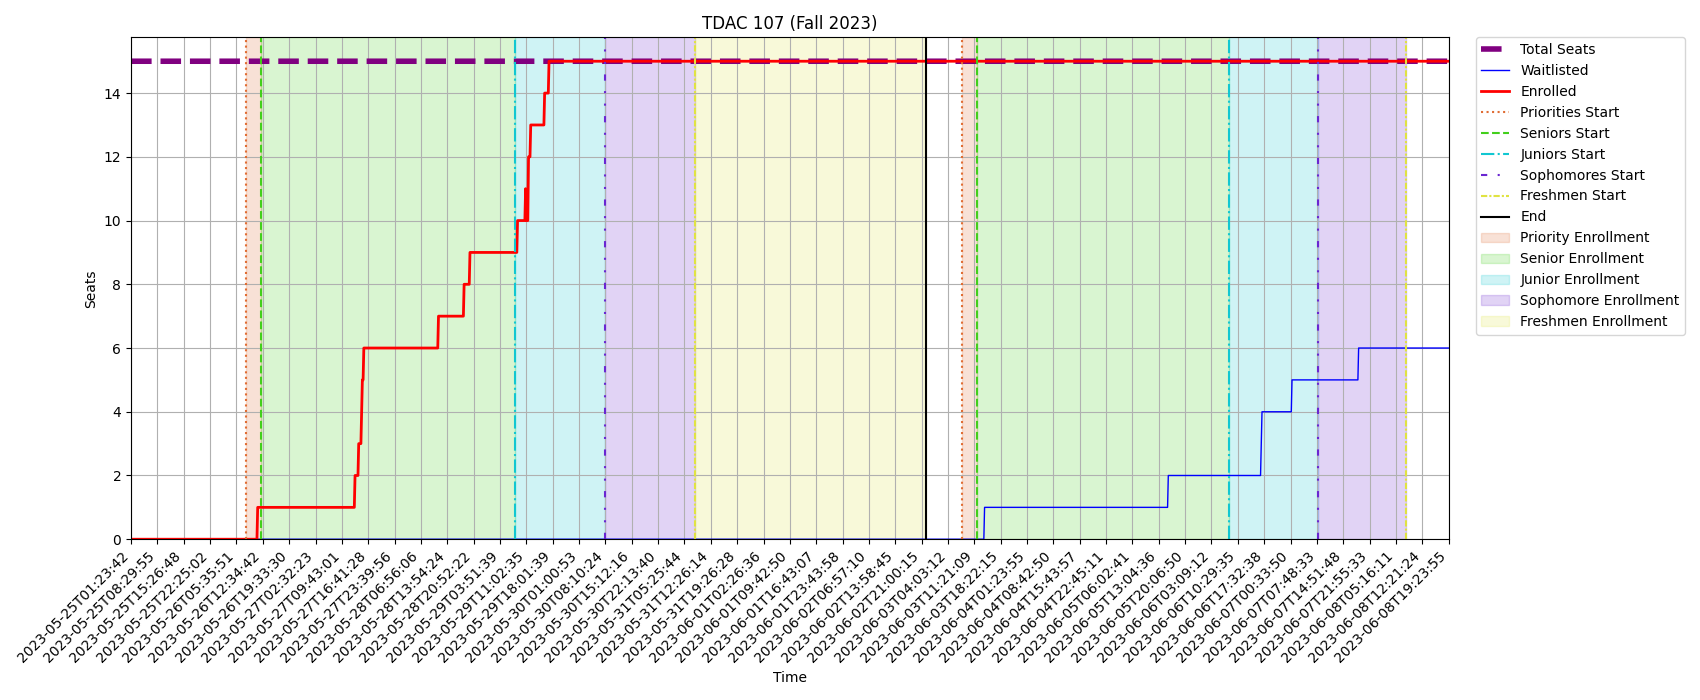 TDAC 107 (Fall 2023)
Total Seats
Waitlisted
Enrolled
Priorities Start
Seniors Start
Juniors Start
Sophomores Start
Freshmen Start
End
Priority Enrollment
Senior Enrollment
Junior Enrollment
Sophomore Enrollment
Freshmen Enrollment
Seats
14
12
10
8
6
4
2
0
2023-05-25T01:23:42
2023-05-25T08:29:55
2023-05-25T15:26:48
2023-05-25T22:25:02
2023-05-26T05:35:51
2023-05-26T12:34:42
2023-05-26T19:33:30
2023-05-27T02:32:23
2023-05-27T09:43:01
2023-05-27T16:41:28
2023-05-27T23:39:56
2023-05-28T06:56:06
2023-05-28T13:54:24
2023-05-28T20:52:22
2023-05-29T03:51:39
2023-05-29T11:02:35
2023-05-29T18:01:39
2023-05-30T01:00:53
2023-05-30T08:10:24
2023-05-30T15:12:16
2023-05-30T22:13:40
2023-05-31T05:25:44
2023-05-31T12:26:14
2023-05-31T19:26:28
2023-06-01T02:26:36
2023-06-01T09:42:50
2023-06-01T16:43:07
2023-06-01T23:43:58
2023-06-02T06:57:10
2023-06-02T13:58:45
2023-06-02T21:00:15
2023-06-03T04:03:12
2023-06-03T11:21:09
2023-06-03T18:22:15
2023-06-04T01:23:55
2023-06-04T08:42:50
2023-06-04T15:43:57
2023-06-04T22:45:11
2023-06-05T06:02:41
2023-06-05T13:04:36
2023-06-05T20:06:50
2023-06-06T03:09:12
2023-06-06T10:29:35
2023-06-06T17:32:38
2023-06-07T00:33:50
2023-06-07T07:48:33
2023-06-07T14:51:48
2023-06-07T21:55:33
2023-06-08T05:16:11
2023-06-08T12:21:24
2023-06-08T19:23:55
Time